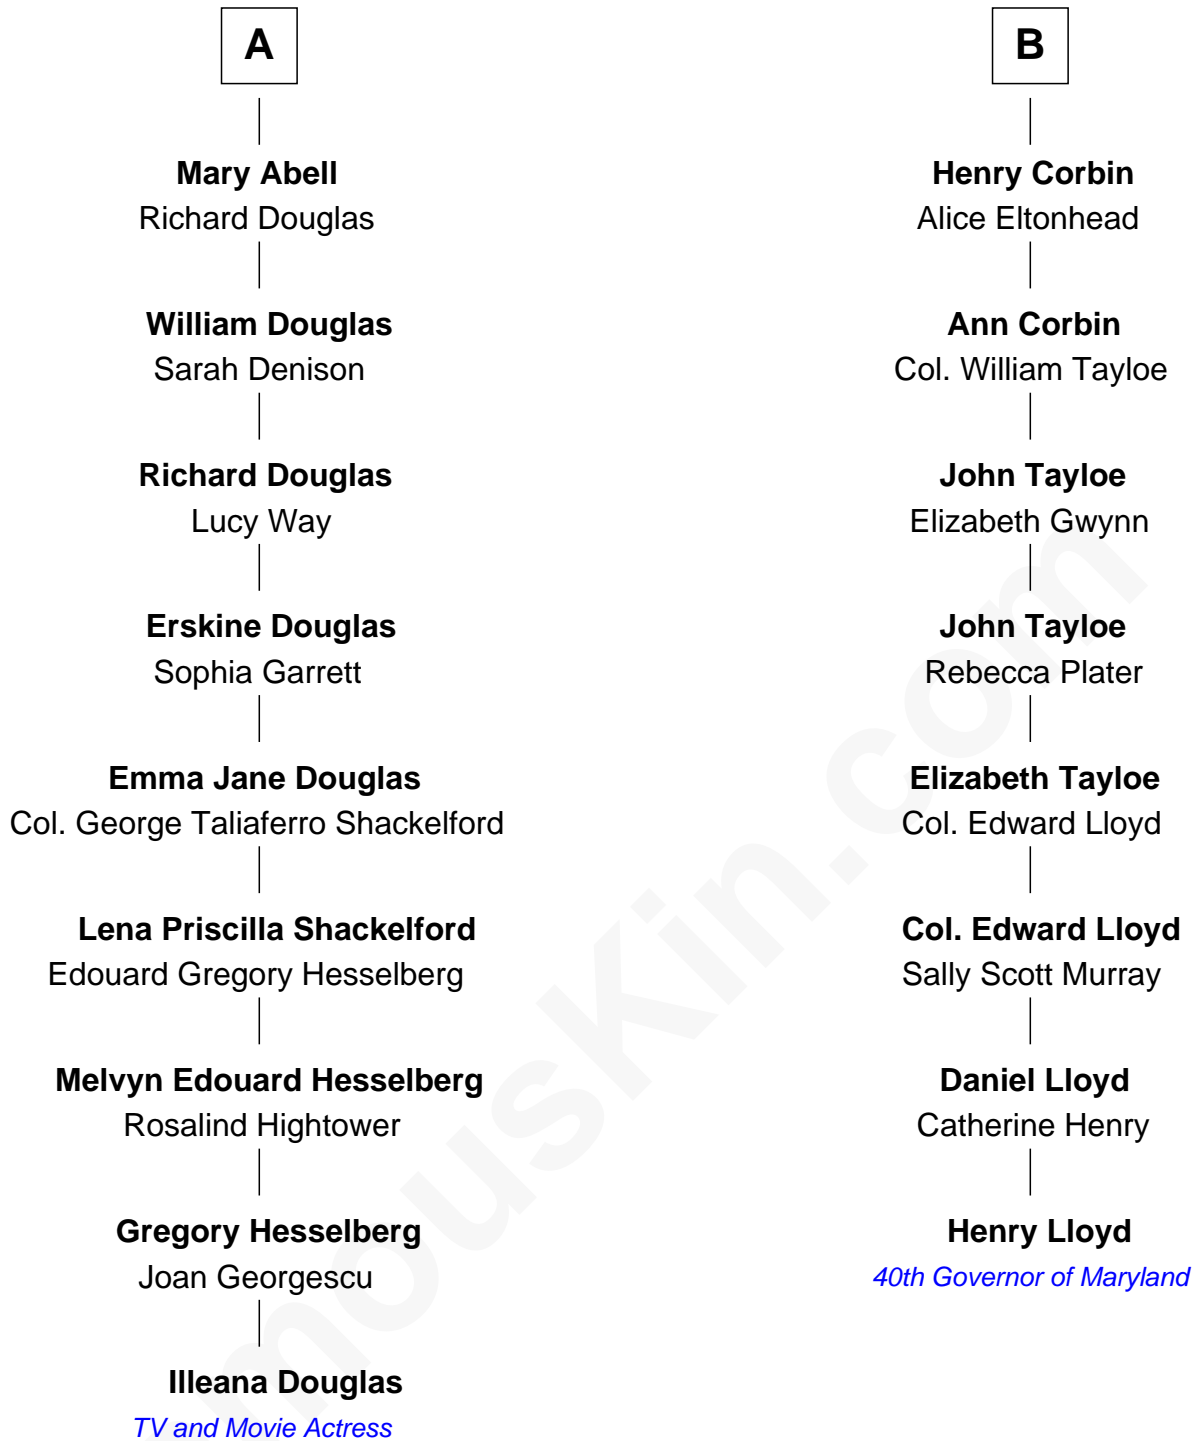 A
Mary Abell
Richard Douglas
William Douglas
Sarah Denison
Richard Douglas
Lucy Way
Erskine Douglas
Sophia Garrett
Emma Jane Douglas
Col. George Taliaferro Shackelford
Lena Priscilla Shackelford
Edouard Gregory Hesselberg
Melvyn Edouard Hesselberg
Rosalind Hightower
Gregory Hesselberg
Joan Georgescu
Illeana Douglas
TV and Movie Actress
B
Henry Corbin
Alice Eltonhead
Ann Corbin
Col. William Tayloe
John Tayloe
Elizabeth Gwynn
John Tayloe
Rebecca Plater
Elizabeth Tayloe
Col. Edward Lloyd
Col. Edward Lloyd
Sally Scott Murray
Daniel Lloyd
Catherine Henry
Henry Lloyd
40th Governor of Maryland
mousKin.com